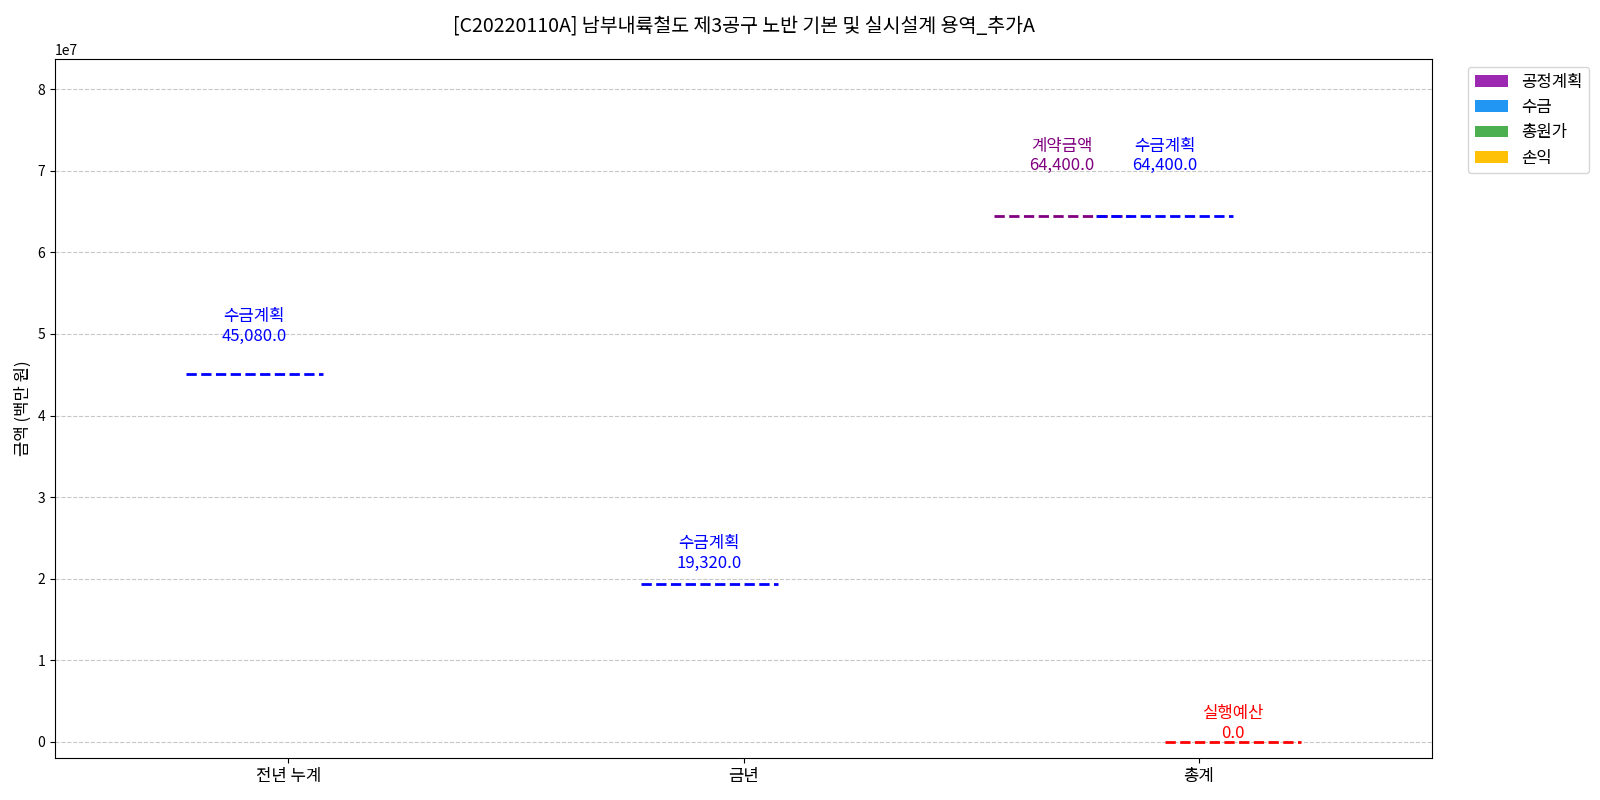 [C20220110A] 남부내륙철도 제3공구 노반 기본 및 실시설계 용역_추가A
1e7
금액 (백만 원)
8
7
6
5
4
3
2
1
0
수금계획
45,080.0
수금계획
19,320.0
계약금액
64,400.0
수금계획
64,400.0
실행예산
0.0
전년 누계
금년
총계
공정계획
수금
총원가
손익